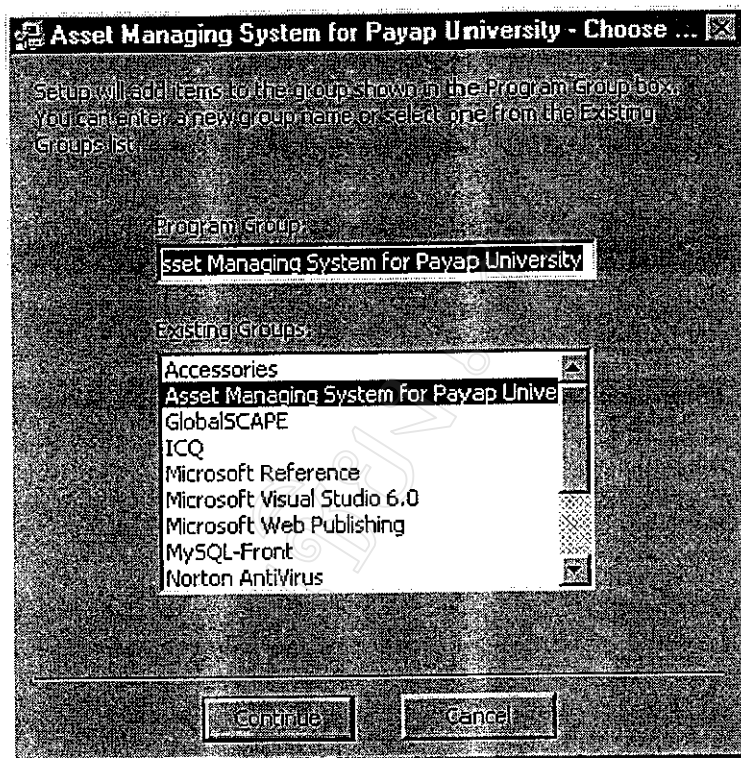 Asset Managing System for Payap University - Choose ...
Setup will add items to the group shown in the Program Group box.
You can enter a new group name or select one from the Existing
Groups list.
Program Group:
sset Managing System for Payap University
Existing Groups:
Accessories
Asset Managing System for Payap Unive
GlobalSCAPE
ICQ
Microsoft Reference
Microsoft Visual Studio 6.0
Microsoft Web Publishing
MySQL-Front
Norton AntiVirus
Continue
Cancel